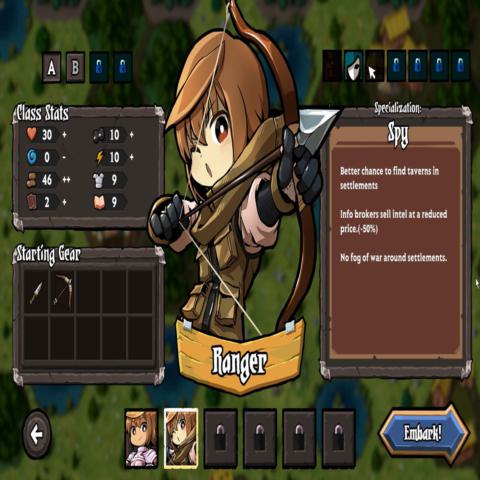 A B
Class Stats
30 + 10 +
0 - 10 +
46 ++ 9
2 + 9
Starting Gear
Specialization:
Spy
Better chance to find taverns in
settlements
Info brokers sell intel at a reduced
price.(-50%)
No fog of war around settlements.
Ranger
Embark!